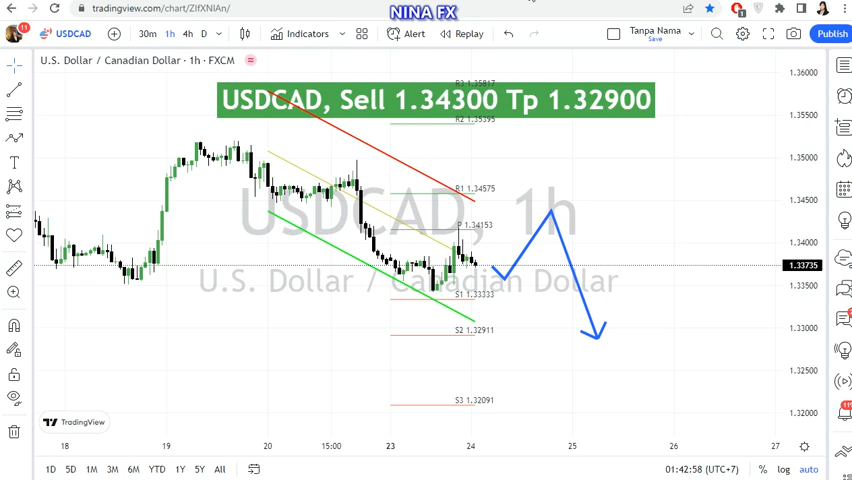 tradingview.com/chart/ZIfXNIAn/
NINA FX
11
USDCAD
30m 1h 4h D
Indicators
Alert
Replay
Tanpa Nama
Save
Publish
U.S. Dollar / Canadian Dollar · 1h · FXCM
USDCAD, Sell 1.34300 Tp 1.32900
R3 1.35817
R2 1.35395
R1 1.34575
P 1.34153
S1 1.33333
S2 1.32911
S3 1.32091
USDCAD, 1h
U.S. Dollar / Canadian Dollar
1.36000
1.35500
1.35000
1.34500
1.34000
1.33735
1.33000
1.32500
1.32000
TradingView
18 19 20 15:00 23 24 25 26 27
1D 5D 1M 3M 6M YTD 1Y 5Y All
01:42:58 (UTC+7) % log auto